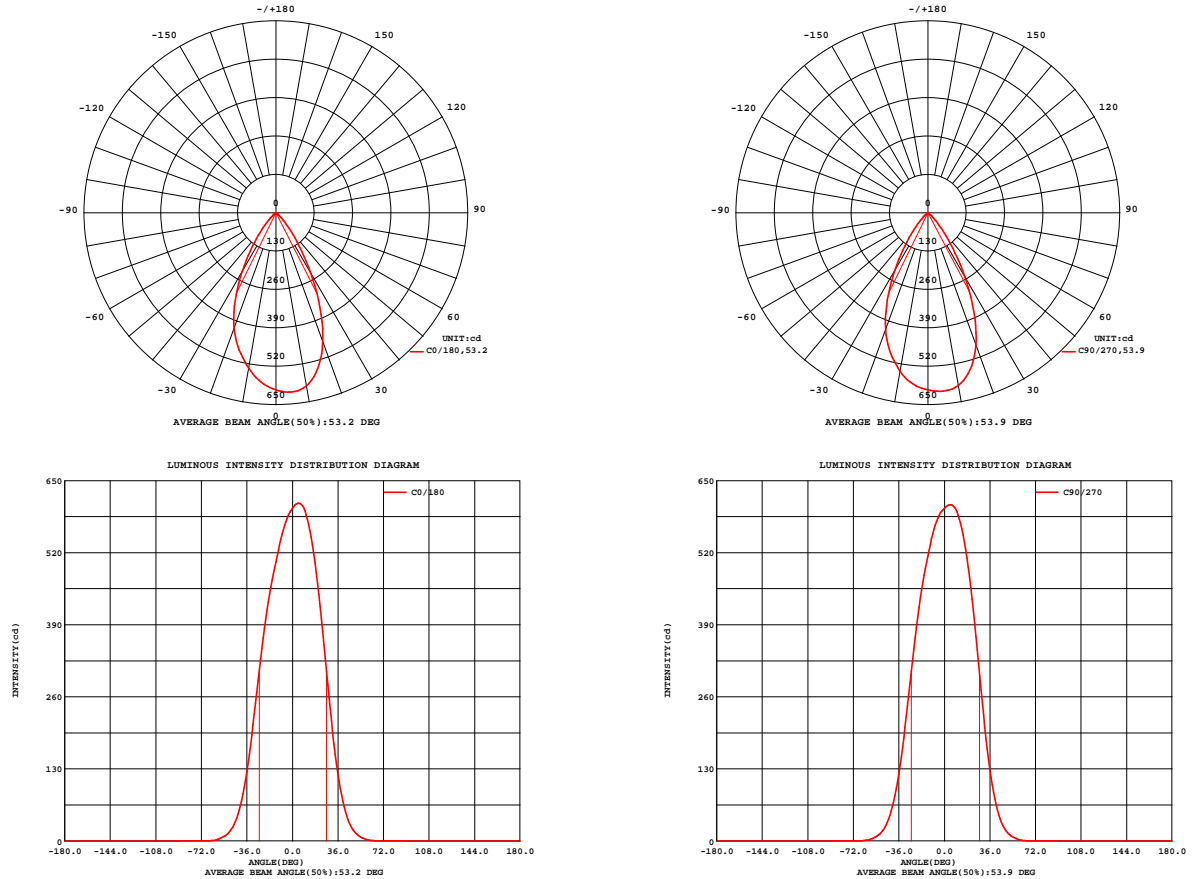 -/+180
-150
150
-120
120
-90
90
0
130
260
390
520
650
-60
60
-30
30
0
UNIT:cd
C0/180,53.2
AVERAGE BEAM ANGLE(50%):53.2 DEG
-/+180
-150
150
-120
120
-90
90
0
130
260
390
520
650
-60
60
-30
30
0
UNIT:cd
C90/270,53.9
AVERAGE BEAM ANGLE(50%):53.9 DEG
LUMINOUS INTENSITY DISTRIBUTION DIAGRAM
C0/180
650
520
390
260
130
0
INTENSITY(cd)
-180.0 -144.0 -108.0 -72.0 -36.0 0.0 36.0 72.0 108.0 144.0 180.0
ANGLE(DEG)
AVERAGE BEAM ANGLE(50%):53.2 DEG
LUMINOUS INTENSITY DISTRIBUTION DIAGRAM
C90/270
650
520
390
260
130
0
INTENSITY(cd)
-180.0 -144.0 -108.0 -72.0 -36.0 0.0 36.0 72.0 108.0 144.0 180.0
ANGLE(DEG)
AVERAGE BEAM ANGLE(50%):53.9 DEG